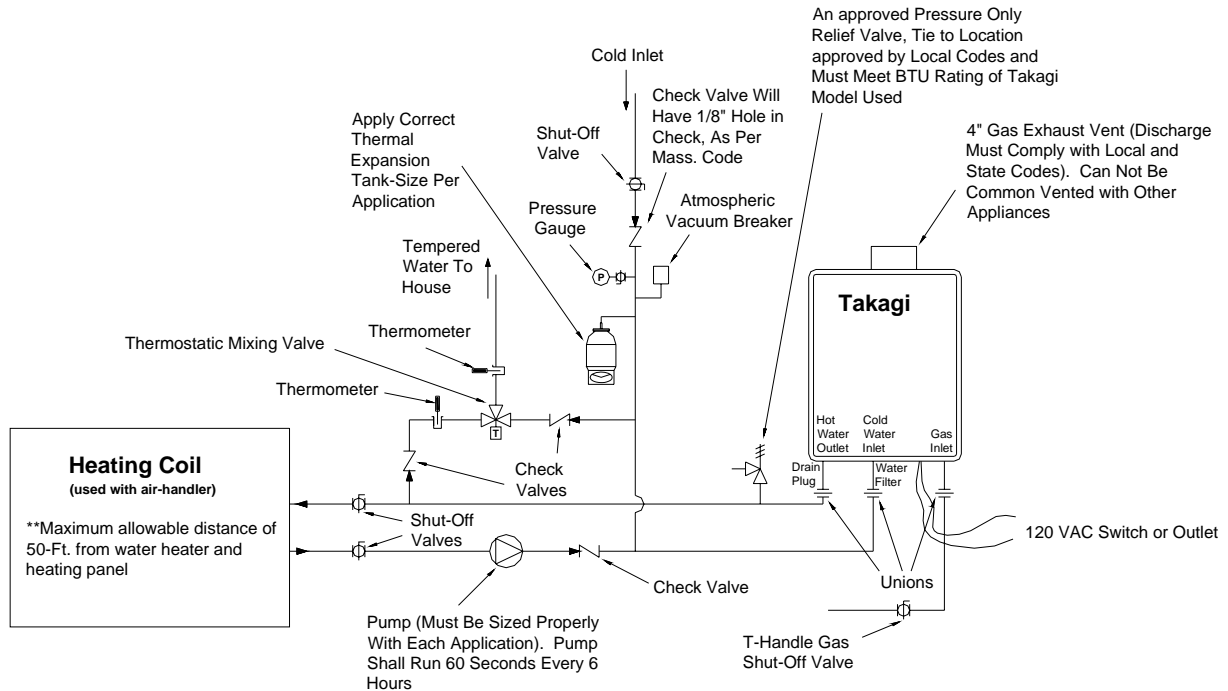 An approved Pressure Only
Relief Valve, Tie to Location
approved by Local Codes and
Must Meet BTU Rating of Takagi
Model Used
Cold Inlet
Check Valve Will
Have 1/8" Hole in
Check, As Per
Mass. Code
4" Gas Exhaust Vent (Discharge
Must Comply with Local and
State Codes).  Can Not Be
Common Vented with Other
Appliances
Apply Correct
Thermal
Expansion
Tank-Size Per
Application
Shut-Off
Valve
Pressure
Gauge
Atmospheric
Vacuum Breaker
P
Tempered
Water To
House
Takagi
Thermometer
Thermostatic Mixing Valve
Thermometer
T
Hot
Water
Outlet
Cold
Water
Inlet
Gas
Inlet
Heating Coil
(used with air-handler)
**Maximum allowable distance of
50-Ft. from water heater and
heating panel
Check
Valves
Drain
Plug
Water
Filter
Shut-Off
Valves
120 VAC Switch or Outlet
Unions
Check Valve
Pump (Must Be Sized Properly
With Each Application).  Pump
Shall Run 60 Seconds Every 6
Hours
T-Handle Gas
Shut-Off Valve